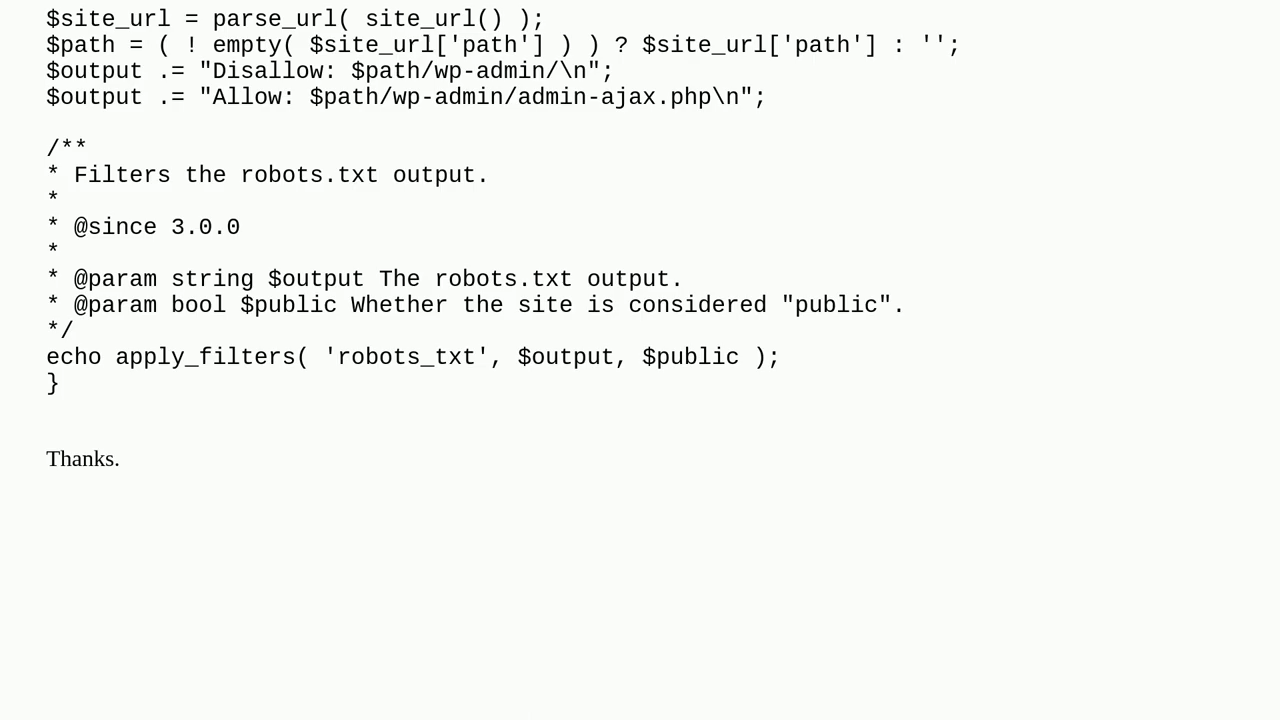 $site_url = parse_url( site_url() );
$path = ( ! empty( $site_url['path'] ) ) ? $site_url['path'] : '';
$output .= "Disallow: $path/wp-admin/\n";
$output .= "Allow: $path/wp-admin/admin-ajax.php\n";
/**
* Filters the robots.txt output.
*
* @since 3.0.0
*
* @param string $output The robots.txt output.
* @param bool $public Whether the site is considered "public".
*/
echo apply_filters( 'robots_txt', $output, $public );
}
Thanks.